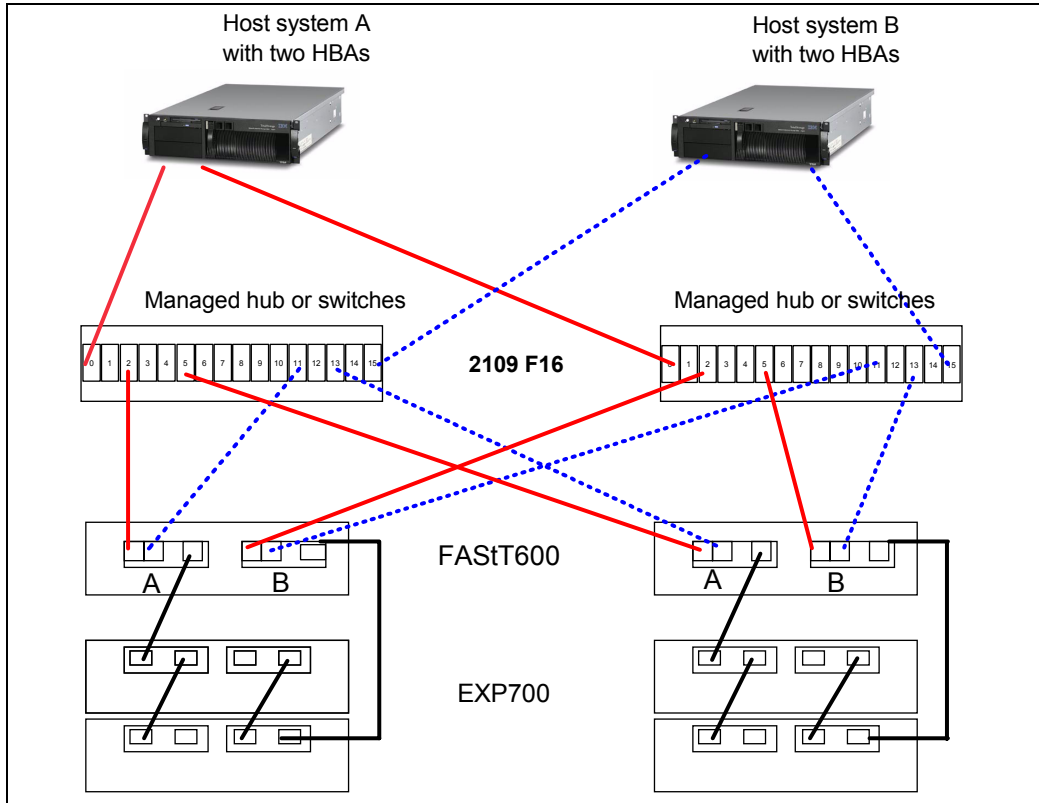 Host system A
with two HBAs
Host system B
with two HBAs
Managed hub or switches
Managed hub or switches
0 1 2 3 4 5 6 7 8 9 10 11 12 13 14 15
2109 F16
0 1 2 3 4 5 6 7 8 9 10 11 12 13 14 15
FAStT600
A
B
A
B
EXP700